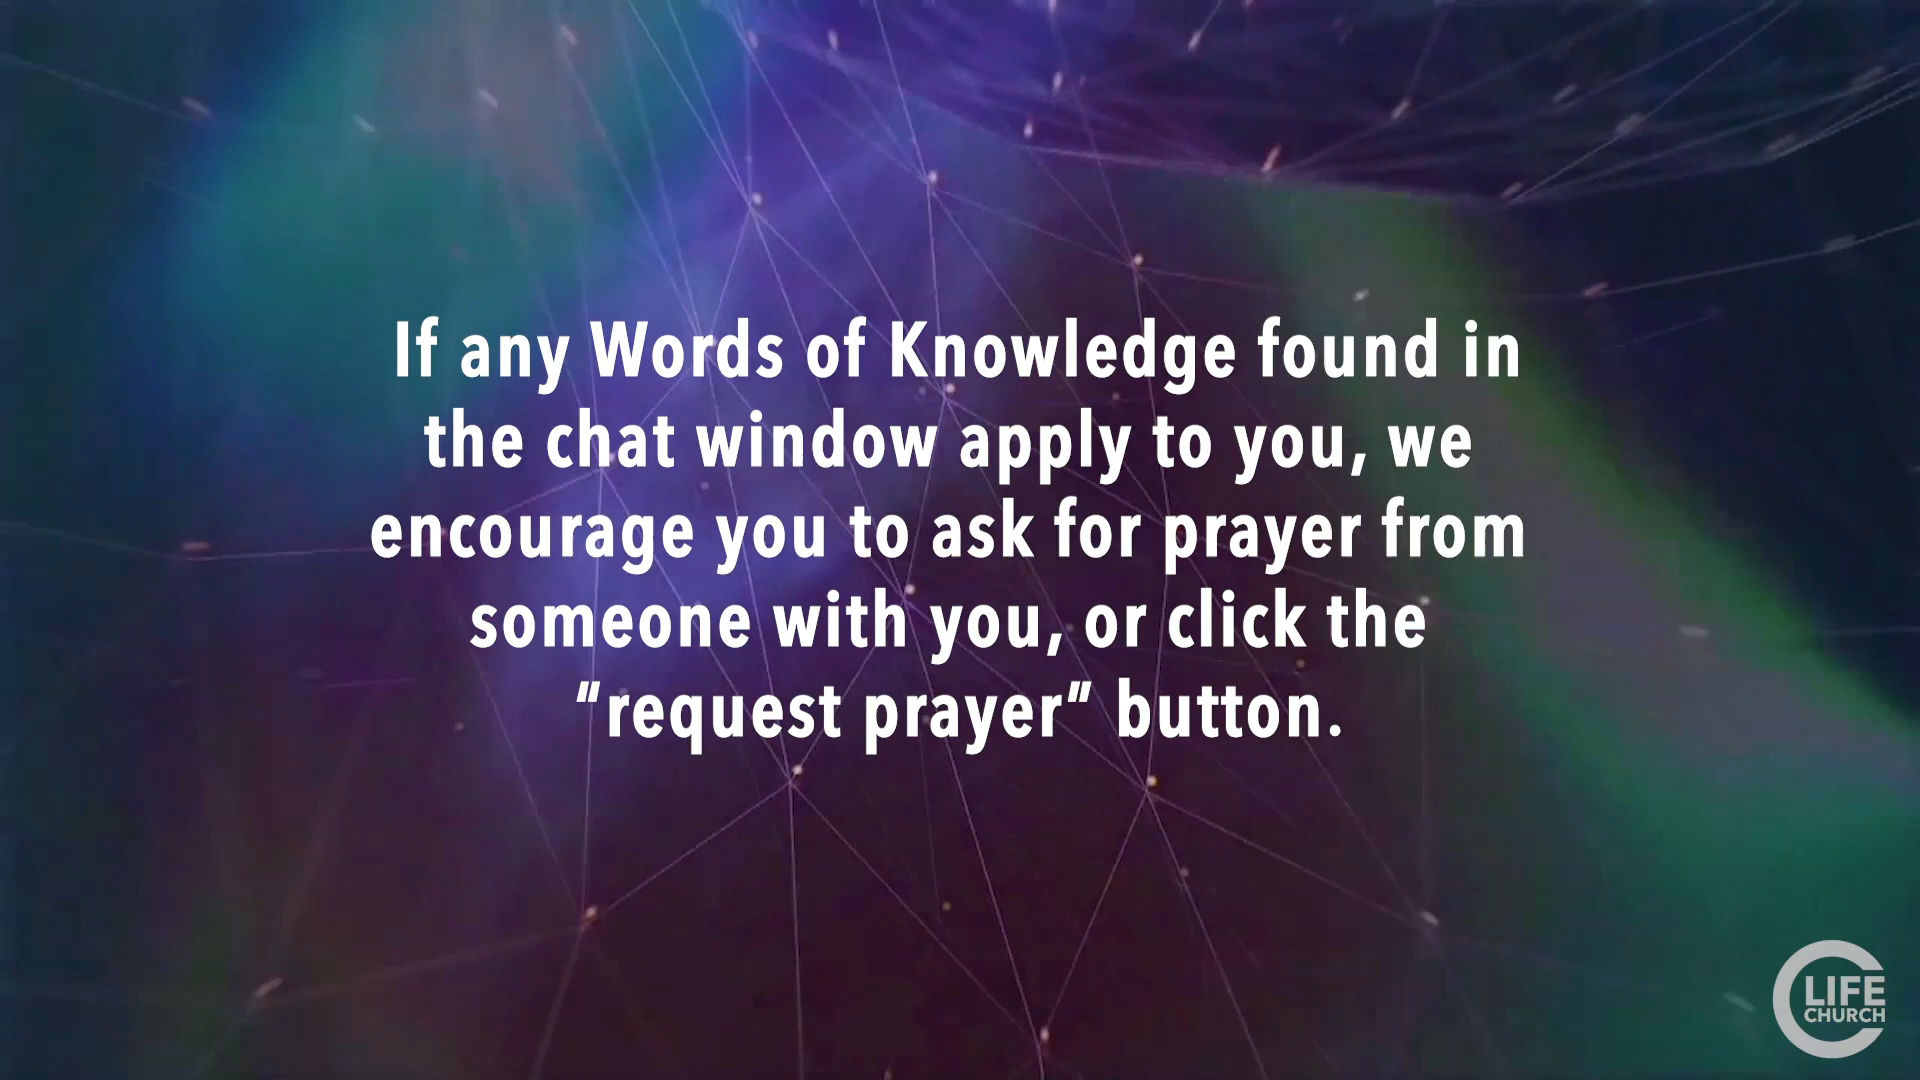 If any Words of Knowledge found in
the chat window apply to you, we
encourage you to ask for prayer from
someone with you, or click the
"request prayer" button.
LIFE
CHURCH